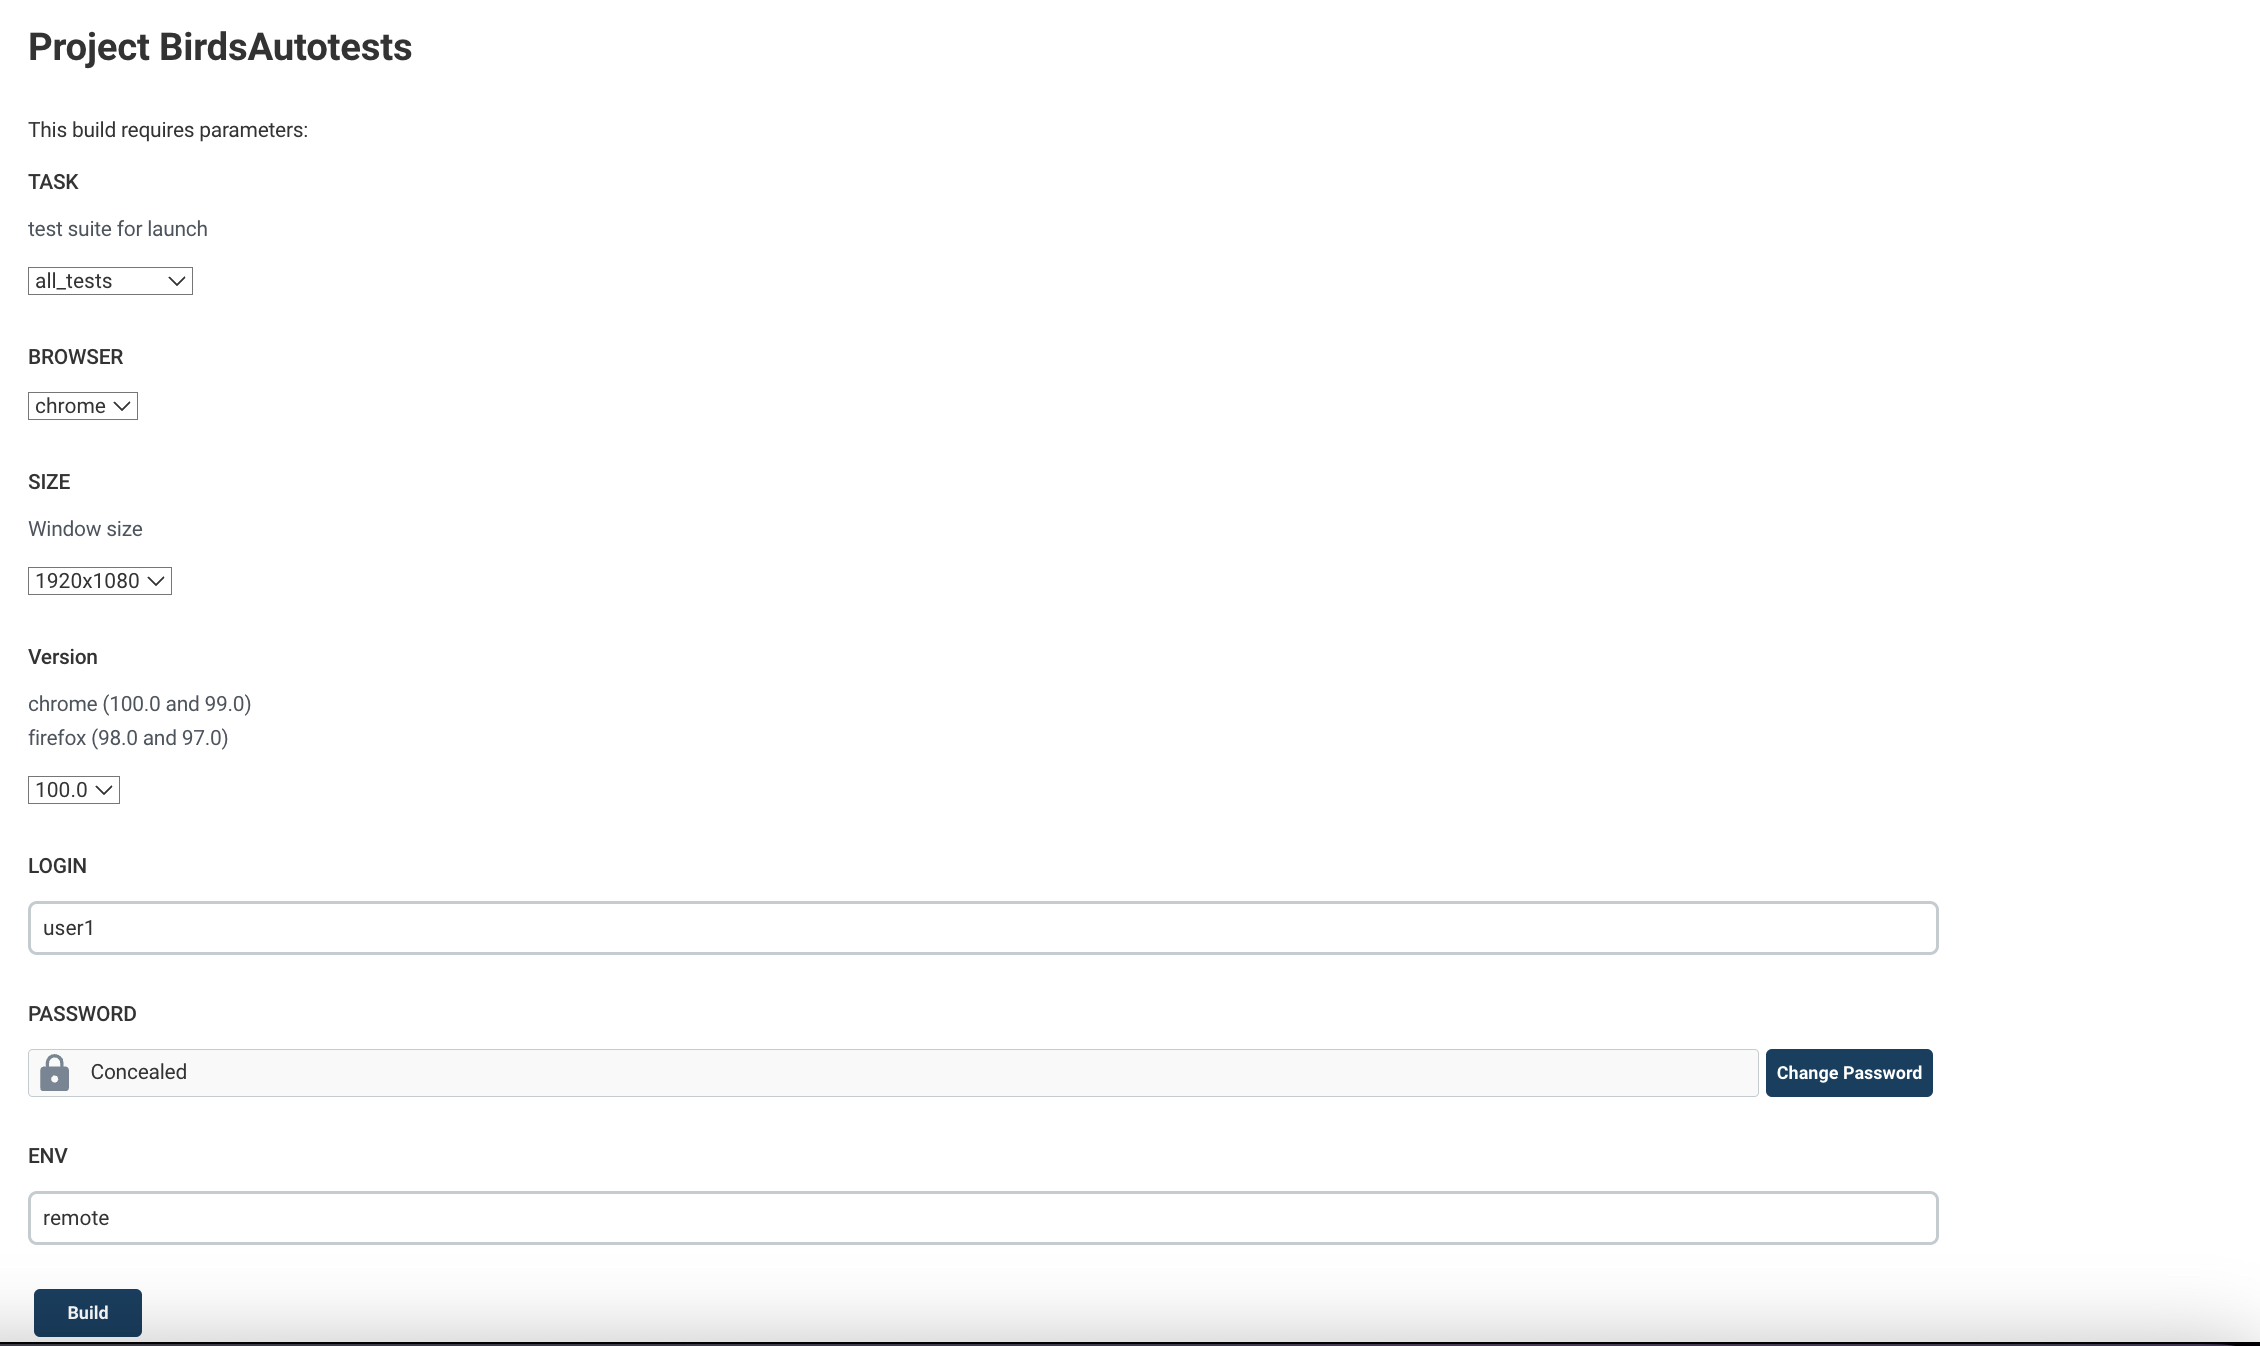 Project BirdsAutotests
This build requires parameters:
TASK
test suite for launch
all_tests
BROWSER
chrome
SIZE
Window size
1920x1080
Version
chrome (100.0 and 99.0)
firefox (98.0 and 97.0)
100.0
LOGIN
user1
PASSWORD
Concealed
Change Password
ENV
remote
Build